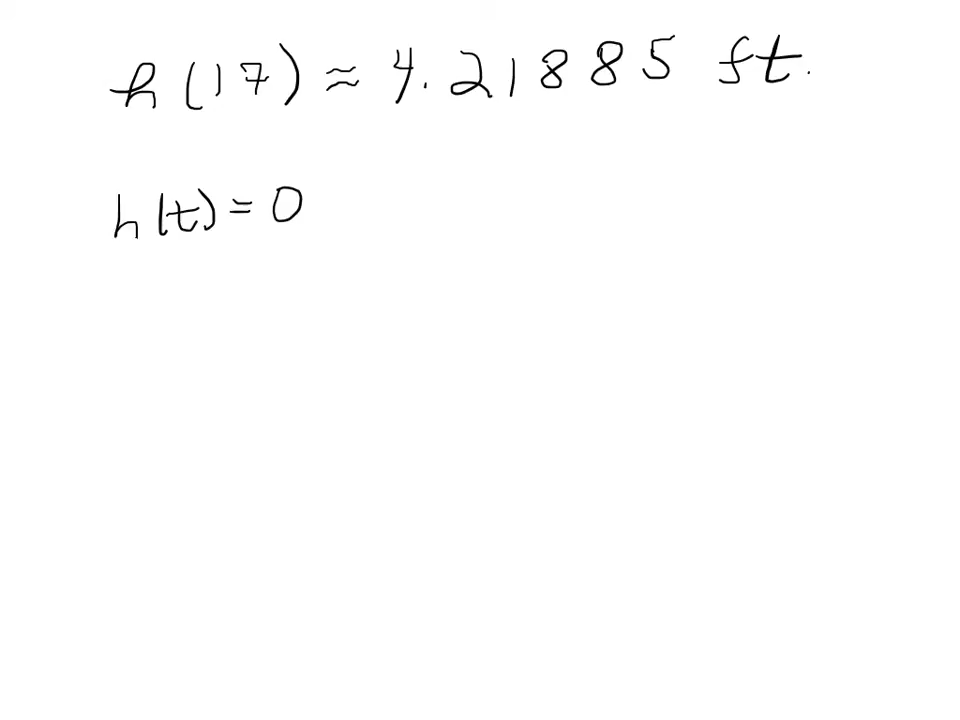 h(17) ≈ 4.21885 ft.
h(t) = 0